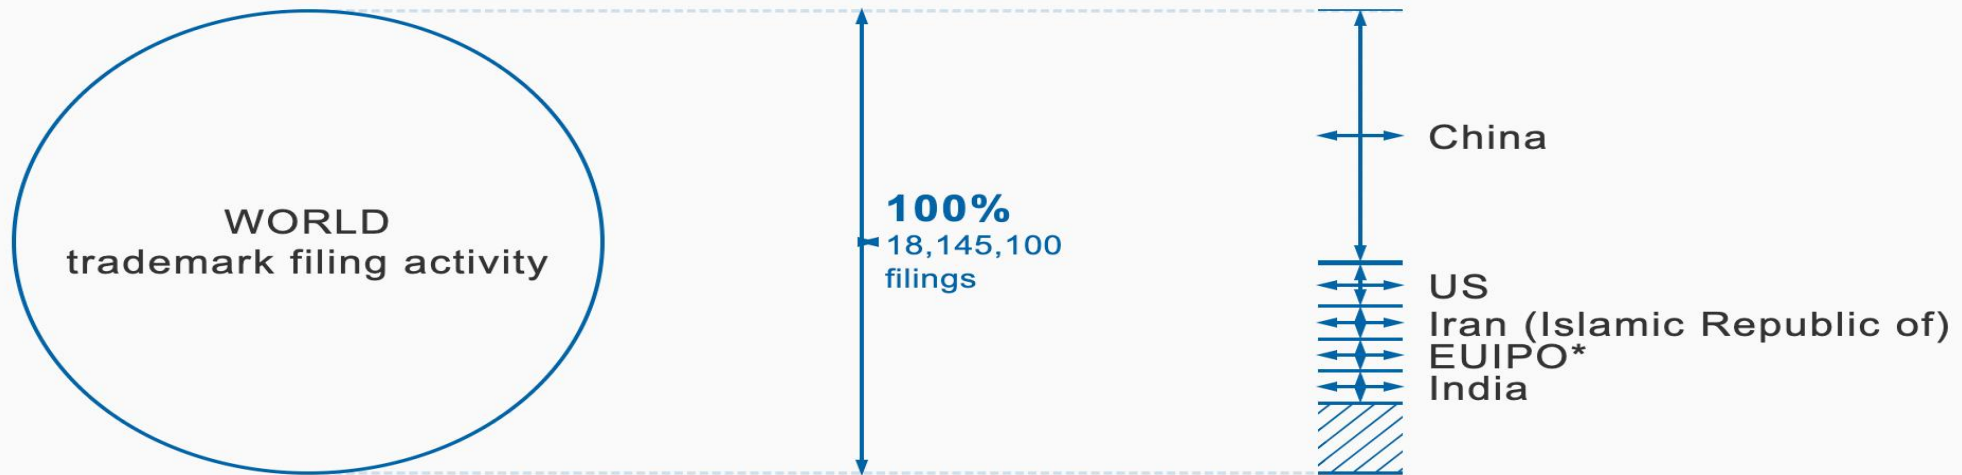 WORLD
trademark filing activity
100%
18,145,100
filings
China
US
Iran (Islamic Republic of)
EUIPO*
India